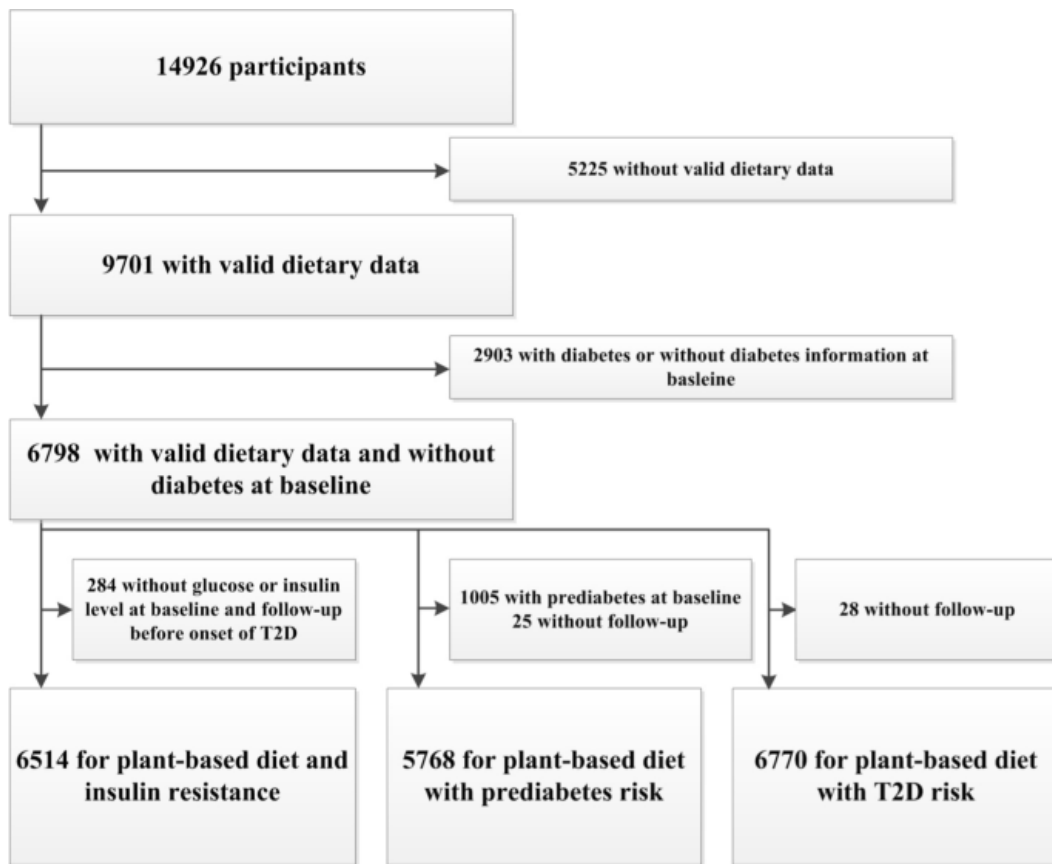 14926 participants
5225 without valid dietary data
9701 with valid dietary data
2903 with diabetes or without diabetes information at
basleine
6798 with valid dietary data and without
diabetes at baseline
284 without glucose or insulin
level at baseline and follow-up
before onset of T2D
1005 with prediabetes at baseline
25 without follow-up
28 without follow-up
6514 for plant-based diet and
insulin resistance
5768 for plant-based diet
with prediabetes risk
6770 for plant-based diet
with T2D risk